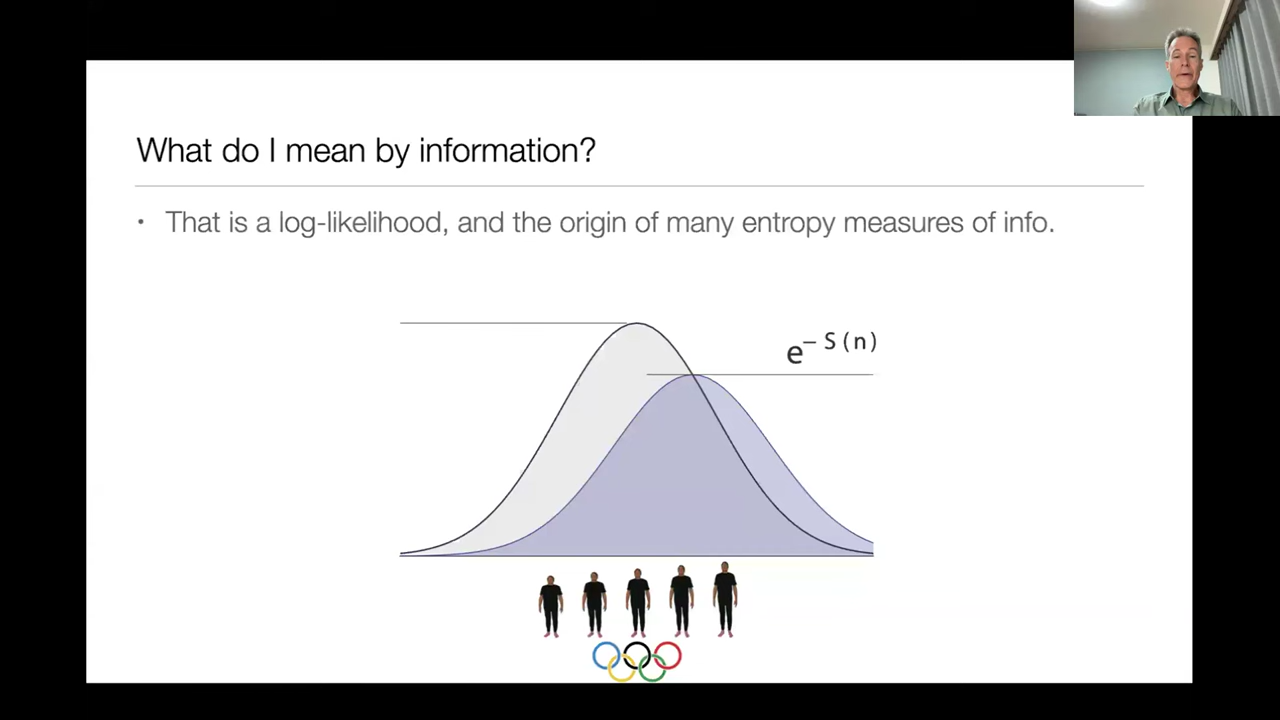 What do I mean by information?
• That is a log-likelihood, and the origin of many entropy measures of info.
e– S(n)